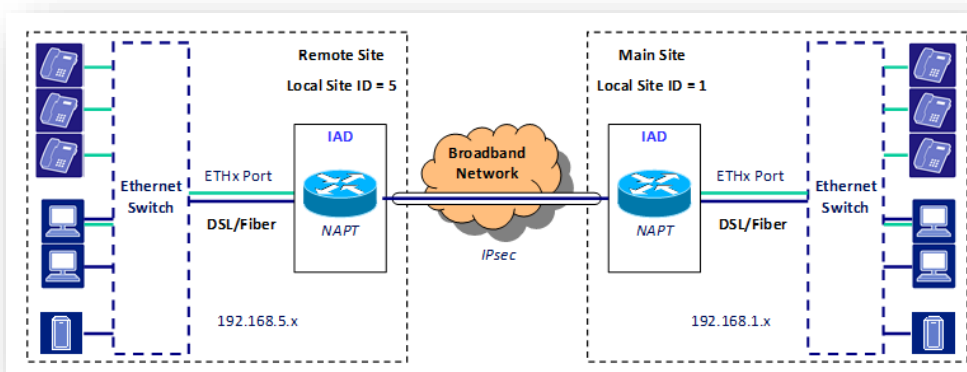 Remote Site
Local Site ID = 5
IAD
ETHx Port
Ethernet
Switch
DSL/Fiber
NAPT
192.168.5.x
Broadband
Network
IPsec
Main Site
Local Site ID = 1
IAD
ETHx Port
Ethernet
Switch
NAPT
DSL/Fiber
192.168.1.x